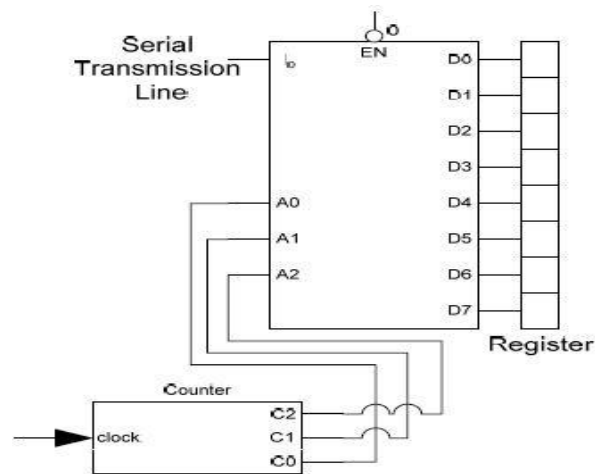 Serial
Transmission
Line
EN
D0
D1
D2
D3
D4
D5
D6
D7
A0
A1
A2
Register
Counter
clock
C2
C1
C0